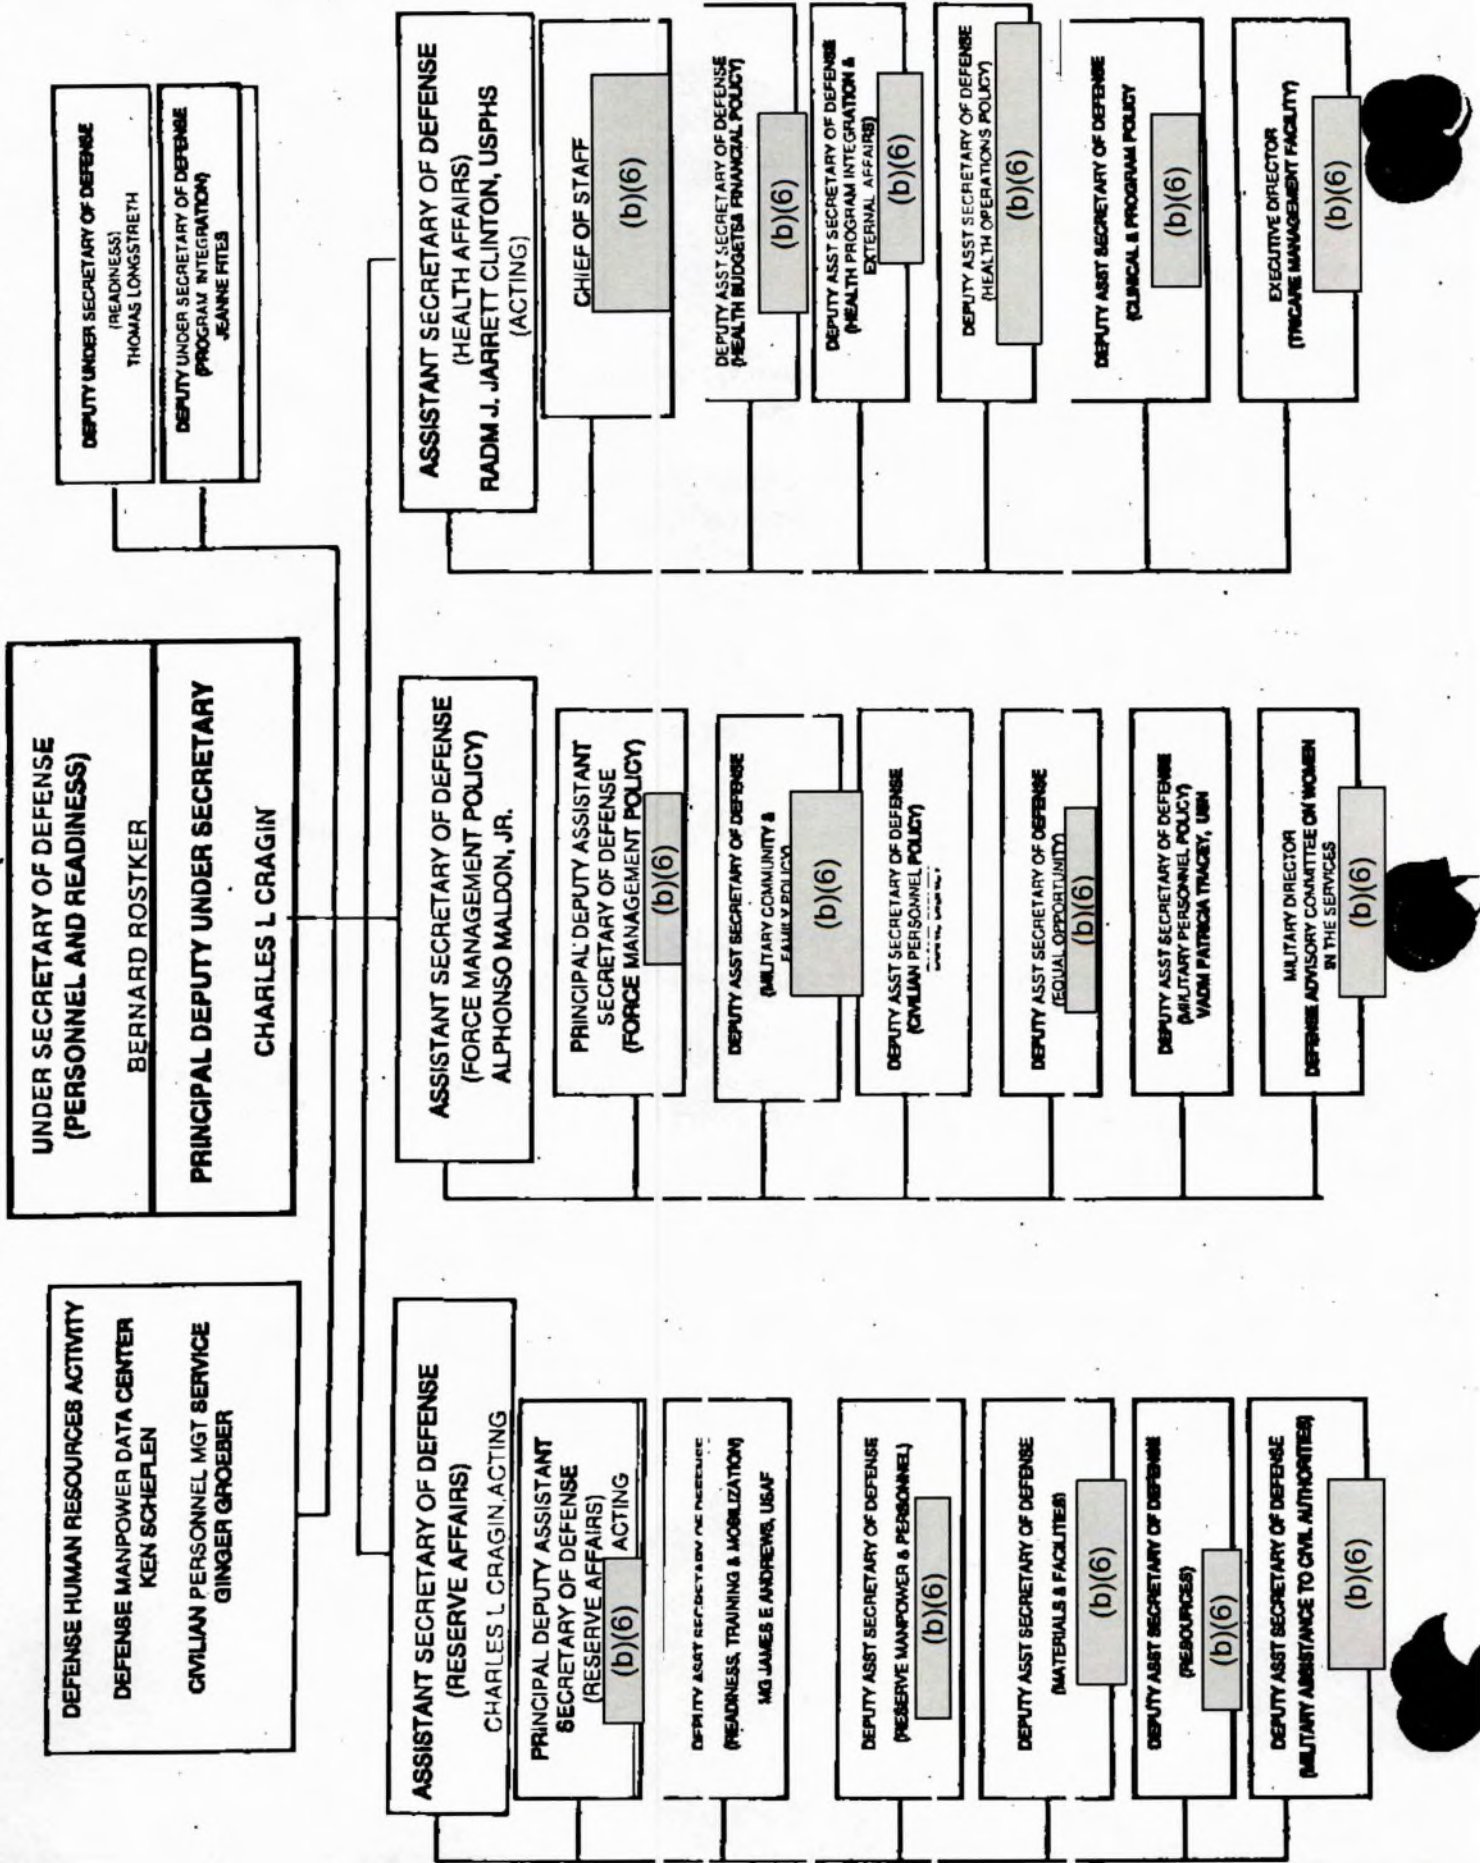 UNDER SECRETARY OF DEFENSE
(PERSONNEL AND READINESS)
BERNARD ROSTKER
PRINCIPAL DEPUTY UNDER SECRETARY
CHARLES L CRAGIN
DEFENSE HUMAN RESOURCES ACTIVITY
DEFENSE MANPOWER DATA CENTER
KEN SCHEFLEN
CIVILIAN PERSONNEL MGT SERVICE
GINGER GROEBER
DEPUTY UNDER SECRETARY OF DEFENSE
(READINESS)
THOMAS LONGSTRETH
DEPUTY UNDER SECRETARY OF DEFENSE
(PROGRAM INTEGRATION)
JEANNE FITES
ASSISTANT SECRETARY OF DEFENSE
(RESERVE AFFAIRS)
CHARLES L CRAGIN, ACTING
PRINCIPAL DEPUTY ASSISTANT
SECRETARY OF DEFENSE
(RESERVE AFFAIRS)
(b)(6) ACTING
DEPUTY ASST SECRETARY OF DEFENSE
(READINESS, TRAINING & MOBILIZATION)
MG JAMES E ANDREWS, USAF
DEPUTY ASST SECRETARY OF DEFENSE
(RESERVE MANPOWER & PERSONNEL)
(b)(6)
DEPUTY ASST SECRETARY OF DEFENSE
(MATERIALS & FACILITIES)
(b)(6)
DEPUTY ASST SECRETARY OF DEFENSE
(RESOURCES)
(b)(6)
DEPUTY ASST SECRETARY OF DEFENSE
(MILITARY ASSISTANCE TO CIVIL AUTHORITIES)
(b)(6)
ASSISTANT SECRETARY OF DEFENSE
(FORCE MANAGEMENT POLICY)
ALPHONSO MALDON, JR.
PRINCIPAL DEPUTY ASSISTANT
SECRETARY OF DEFENSE
(FORCE MANAGEMENT POLICY)
(b)(6)
DEPUTY ASST SECRETARY OF DEFENSE
(MILITARY COMMUNITY &
FAMILY POLICY)
(b)(6)
DEPUTY ASST SECRETARY OF DEFENSE
(CIVILIAN PERSONNEL POLICY)
DEPUTY ASST SECRETARY OF DEFENSE
(EQUAL OPPORTUNITY)
(b)(6)
DEPUTY ASST SECRETARY OF DEFENSE
(MILITARY PERSONNEL POLICY)
VADM PATRICIA TRACEY, USN
MILITARY DIRECTOR
DEFENSE ADVISORY COMMITTEE ON WOMEN
IN THE SERVICES
(b)(6)
ASSISTANT SECRETARY OF DEFENSE
(HEALTH AFFAIRS)
RADM J. JARRETT CLINTON, USPHS
(ACTING)
CHIEF OF STAFF
(b)(6)
DEPUTY ASST SECRETARY OF DEFENSE
(HEALTH BUDGETS& FINANCIAL POLICY)
(b)(6)
DEPUTY ASST SECRETARY OF DEFENSE
(HEALTH PROGRAM INTEGRATION &
EXTERNAL AFFAIRS)
(b)(6)
DEPUTY ASST SECRETARY OF DEFENSE
(HEALTH OPERATIONS POLICY)
(b)(6)
DEPUTY ASST SECRETARY OF DEFENSE
(CLINICAL & PROGRAM POLICY
(b)(6)
EXECUTIVE DIRECTOR
(TRICARE MANAGEMENT FACILITY)
(b)(6)